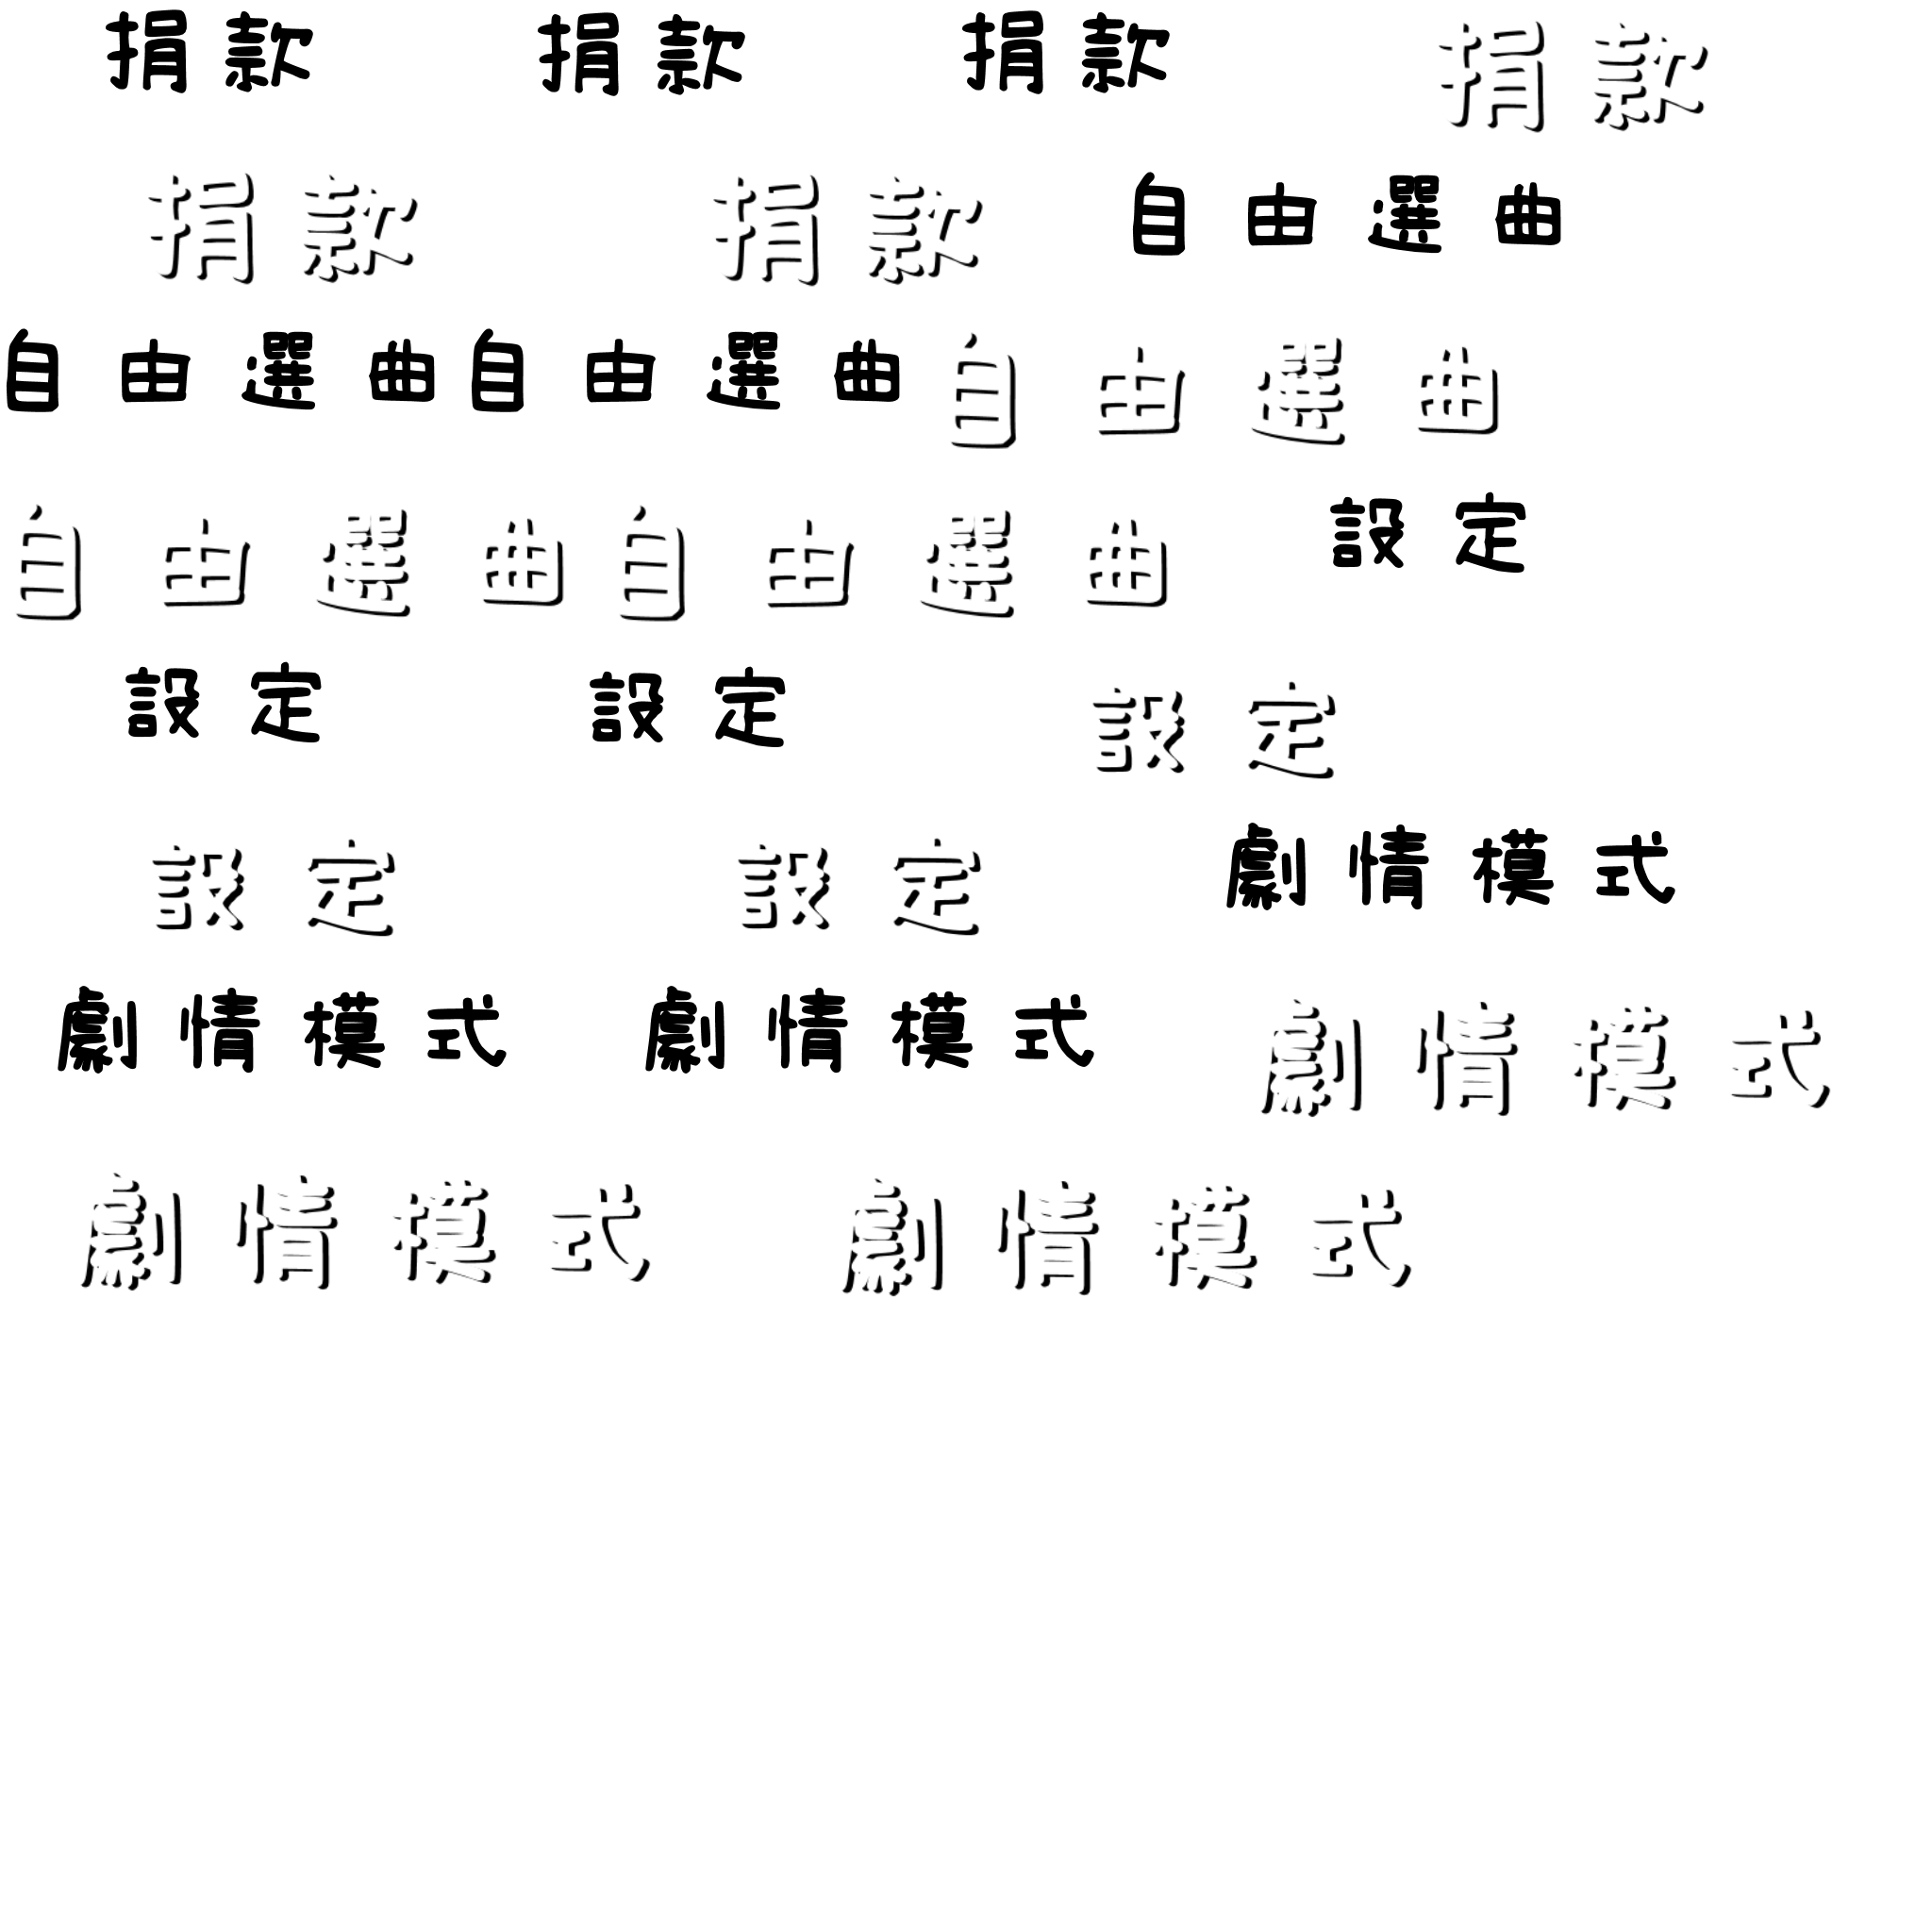 捐款 捐款 捐款 捐款
捐款 捐款 自由選曲
自由選曲 自由選曲 自由選曲
自由選曲 自由選曲 設定
設定 設定 設定
設定 設定 劇情模式
劇情模式 劇情模式 劇情模式
劇情模式 劇情模式